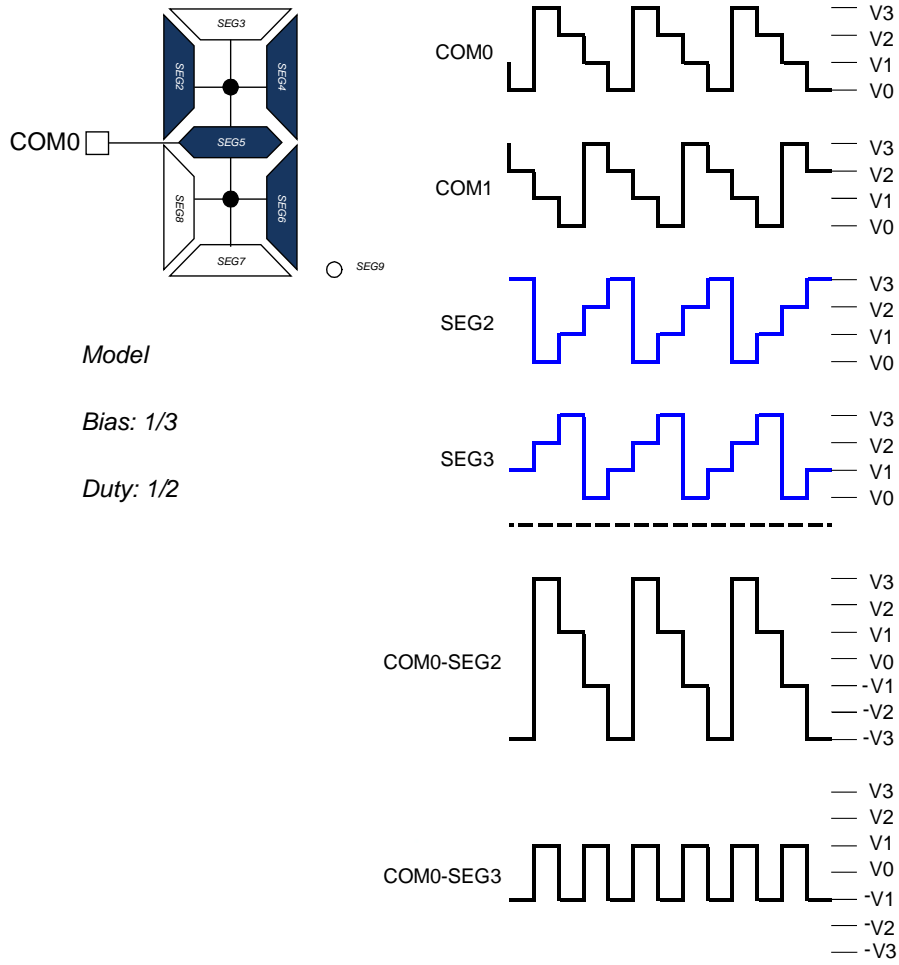 SEG3
SEG2
SEG4
COM0
SEG5
SEG8
SEG6
SEG7
SEG9
Model
Bias: 1/3
Duty: 1/2
COM0
V3
V2
V1
V0
COM1
V3
V2
V1
V0
SEG2
V3
V2
V1
V0
SEG3
V3
V2
V1
V0
COM0-SEG2
V3
V2
V1
V0
-V1
-V2
-V3
COM0-SEG3
V3
V2
V1
V0
-V1
-V2
-V3